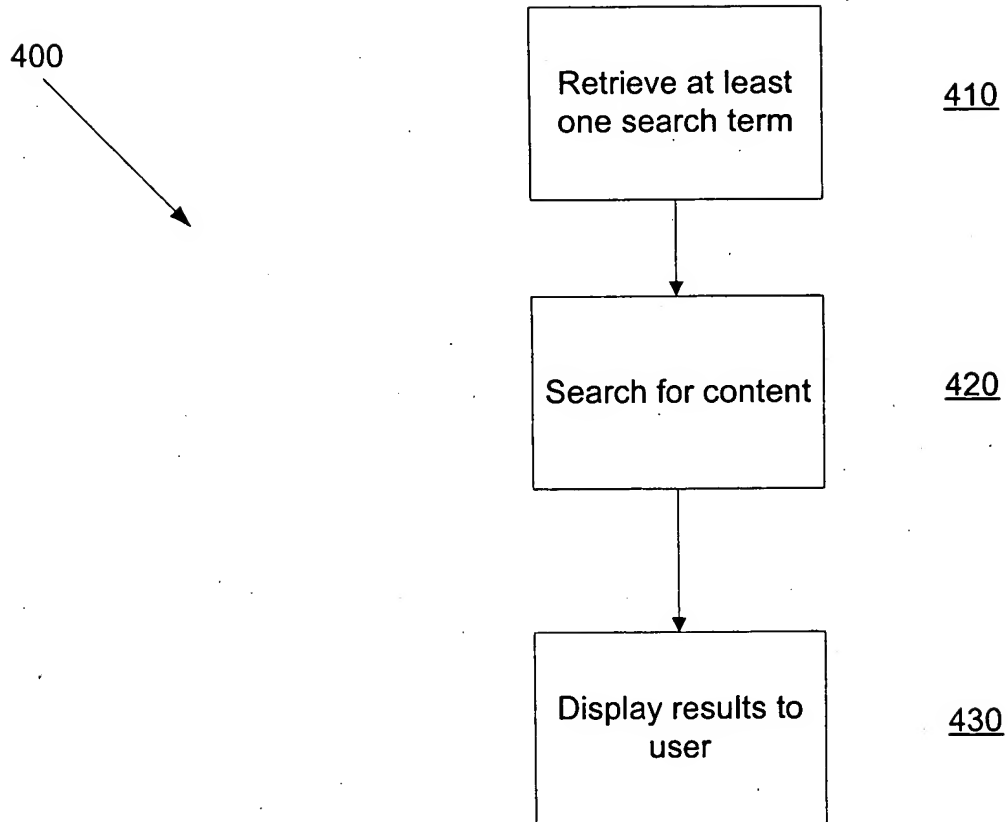 400
Retrieve at least
one search term
410
Search for content
420
Display results to
user
430